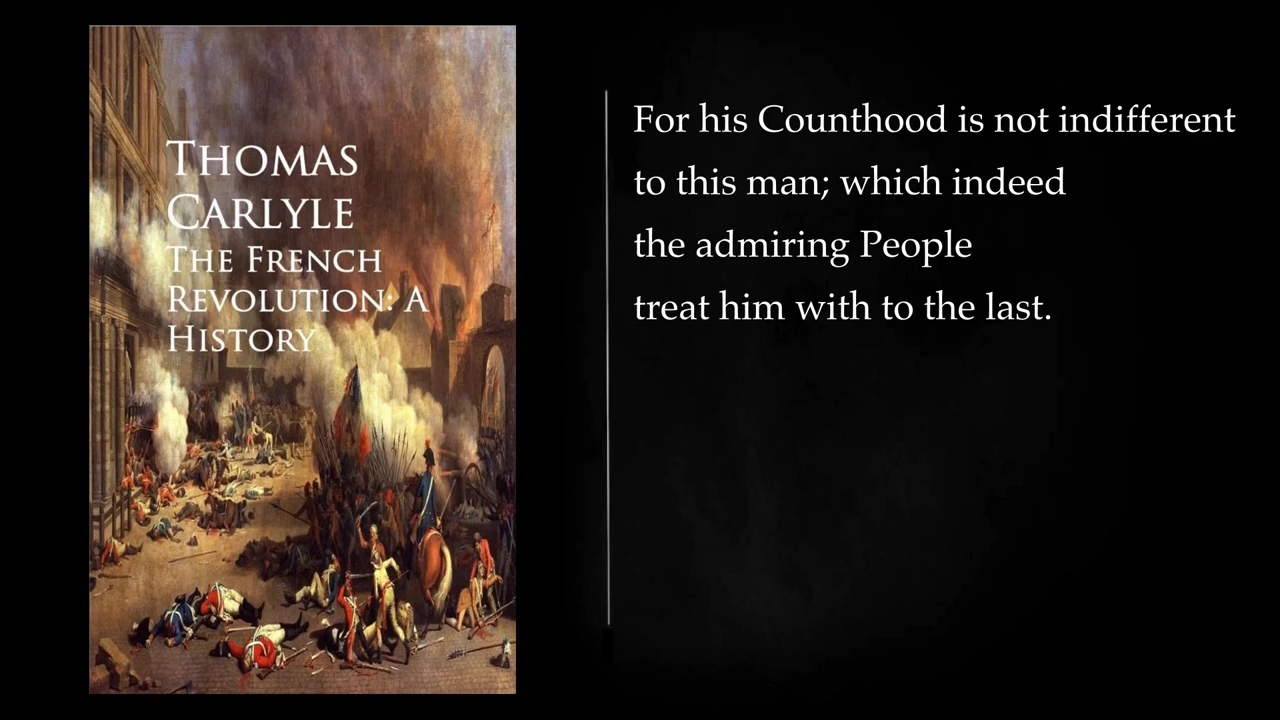 THOMAS
CARLYLE
THE FRENCH
REVOLUTION: A
HISTORY
For his Counthood is not indifferent
to this man; which indeed
the admiring People
treat him with to the last.